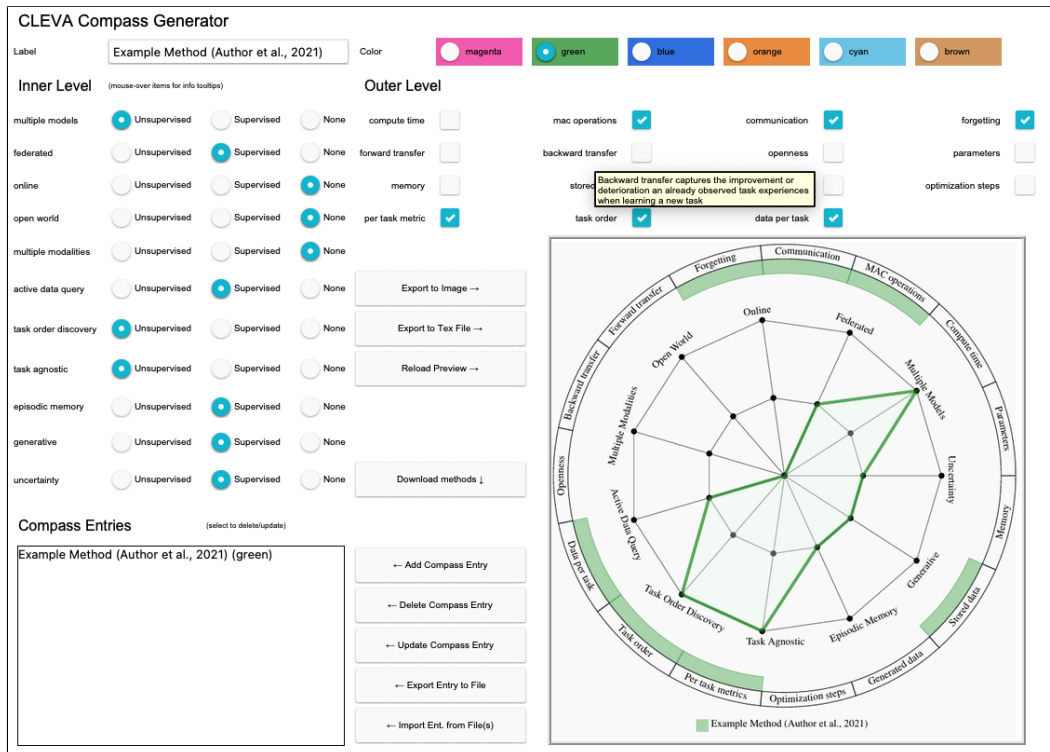 CLEVA Compass Generator
Label
Example Method (Author et al., 2021)
Color
magenta
green
blue
orange
cyan
brown
Inner Level
(mouse-over items for info tooltips)
Outer Level
multiple models Unsupervised Supervised None
compute time mac operations communication forgetting
federated Unsupervised Supervised None
forward transfer backward transfer openness parameters
online Unsupervised Supervised None
memory stored optimization steps
Backward transfer captures the improvement or
deterioration an already observed task experiences
when learning a new task
open world Unsupervised Supervised None
per task metric task order data per task
multiple modalities Unsupervised Supervised None
active data query Unsupervised Supervised None
task order discovery Unsupervised Supervised None
task agnostic Unsupervised Supervised None
episodic memory Unsupervised Supervised None
generative Unsupervised Supervised None
uncertainty Unsupervised Supervised None
Export to Image →
Export to Tex File →
Reload Preview →
Download methods ↓
Compass Entries
(select to delete/update)
Example Method (Author et al., 2021) (green)
← Add Compass Entry
← Delete Compass Entry
← Update Compass Entry
← Export Entry to File
← Import Ent. from File(s)
Communication
MAC operations
Compute time
Parameters
Memory
Stored data
Generated data
Optimization steps
Per task metrics
Task order
Data per task
Openness
Backward transfer
Forward transfer
Forgetting
Online
Federated
Multiple Models
Uncertainty
Generative
Episodic Memory
Task Agnostic
Task Order Discovery
Active Data Query
Multiple Modalities
Open World
Example Method (Author et al., 2021)